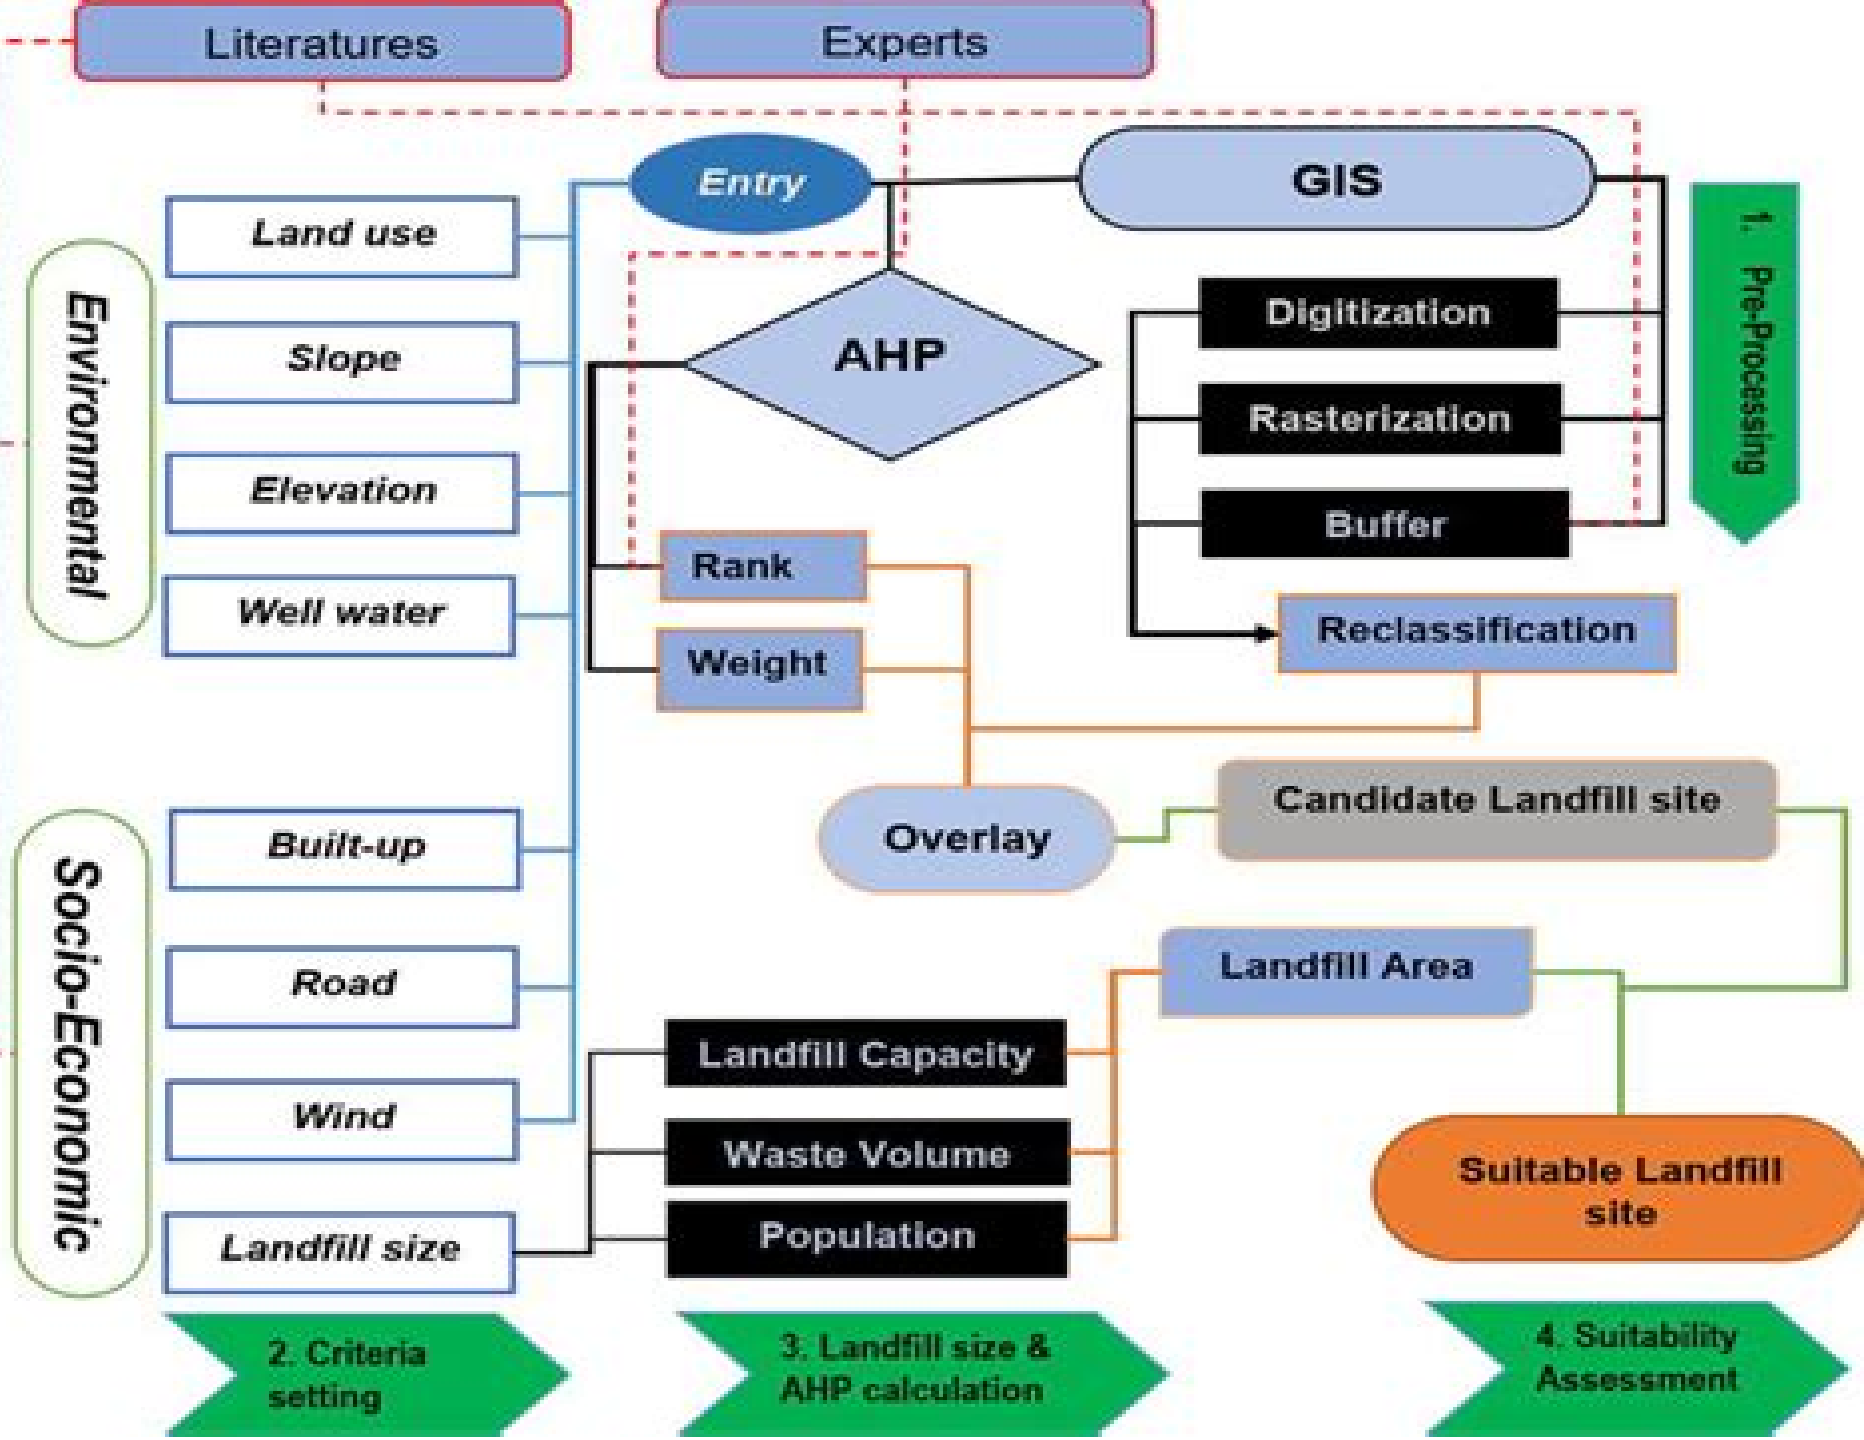 Literatures
Experts
Entry
GIS
1. Pre-Processing
Environmental
Land use
Slope
Elevation
Well water
AHP
Digitization
Rasterization
Buffer
Rank
Weight
Reclassification
Socio-Economic
Built-up
Road
Wind
Landfill size
Overlay
Candidate Landfill site
Landfill Area
Landfill Capacity
Waste Volume
Population
Suitable Landfill
site
2. Criteria
setting
3. Landfill size &
AHP calculation
4. Suitability
Assessment